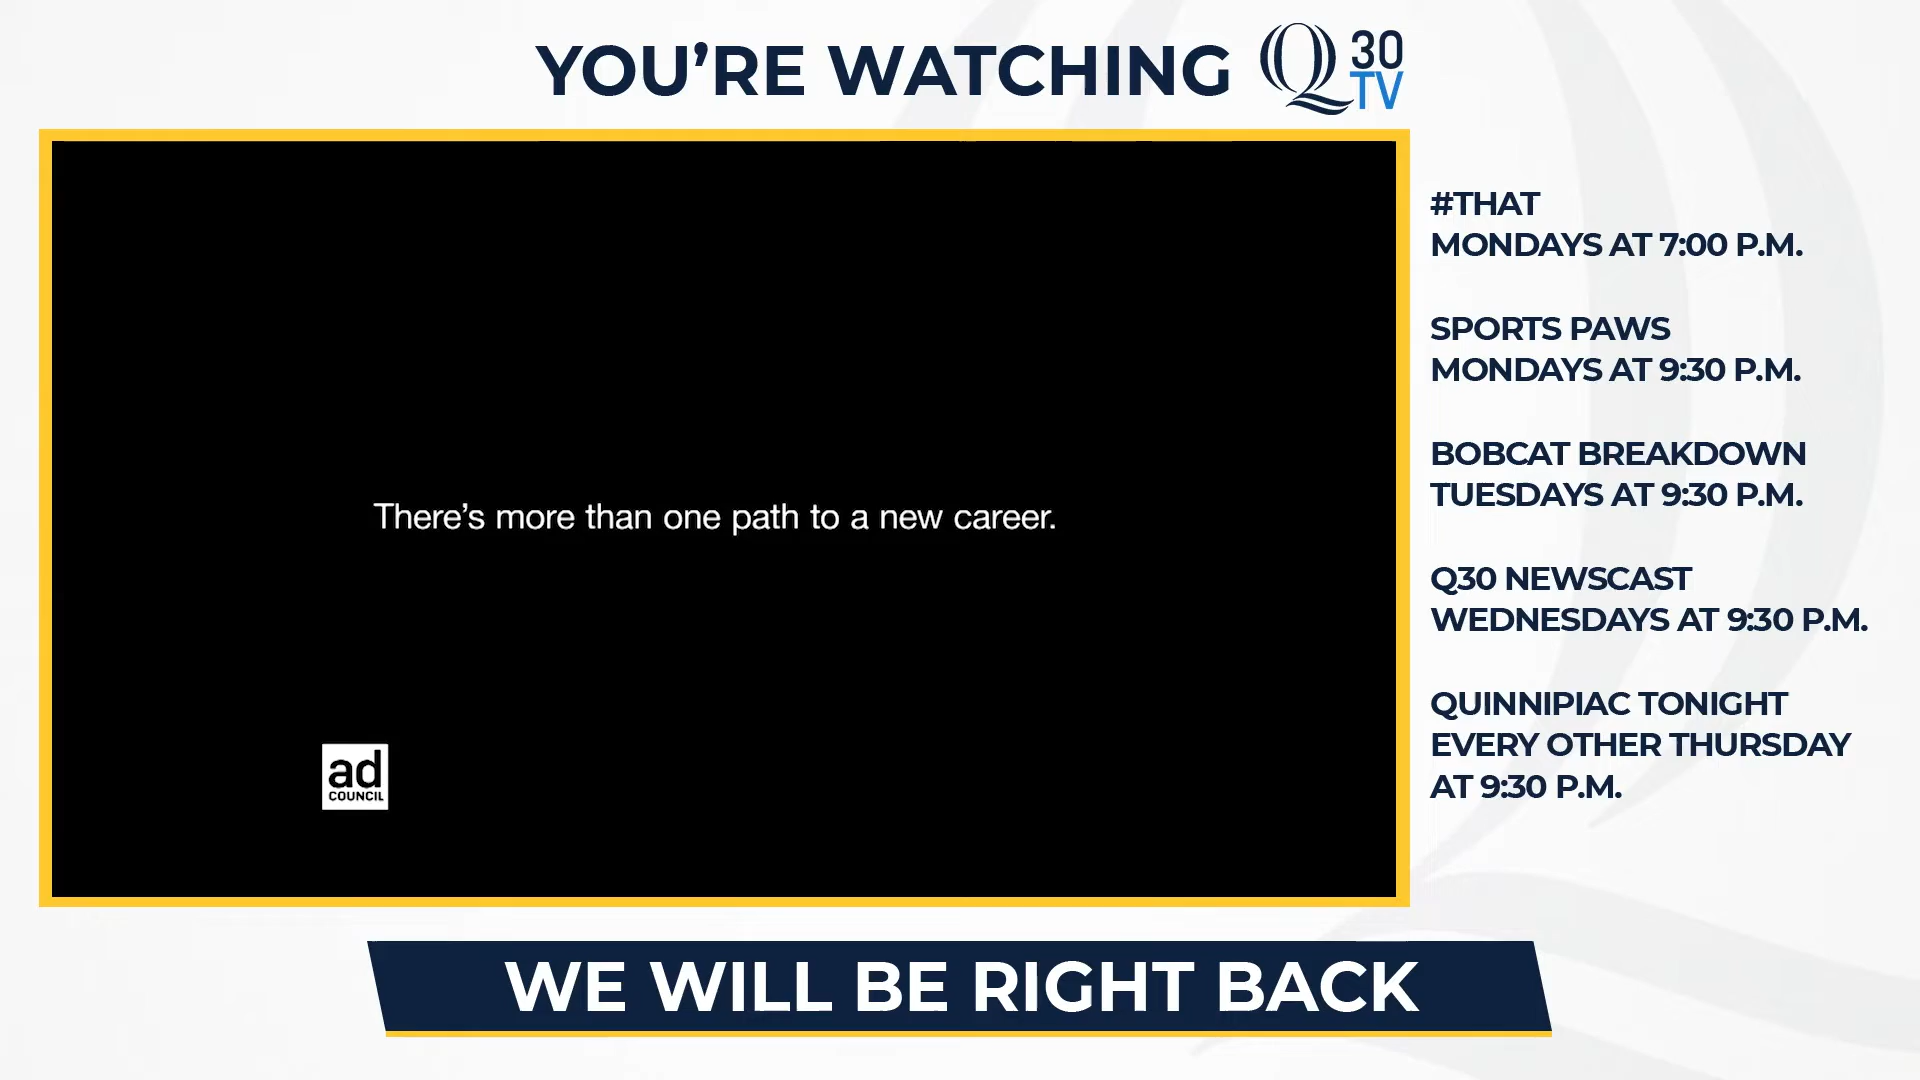 YOU'RE WATCHING Q 30 TV
There's more than one path to a new career.
ad
COUNCIL
#THAT
MONDAYS AT 7:00 P.M.
SPORTS PAWS
MONDAYS AT 9:30 P.M.
BOBCAT BREAKDOWN
TUESDAYS AT 9:30 P.M.
Q30 NEWSCAST
WEDNESDAYS AT 9:30 P.M.
QUINNIPIAC TONIGHT
EVERY OTHER THURSDAY
AT 9:30 P.M.
WE WILL BE RIGHT BACK